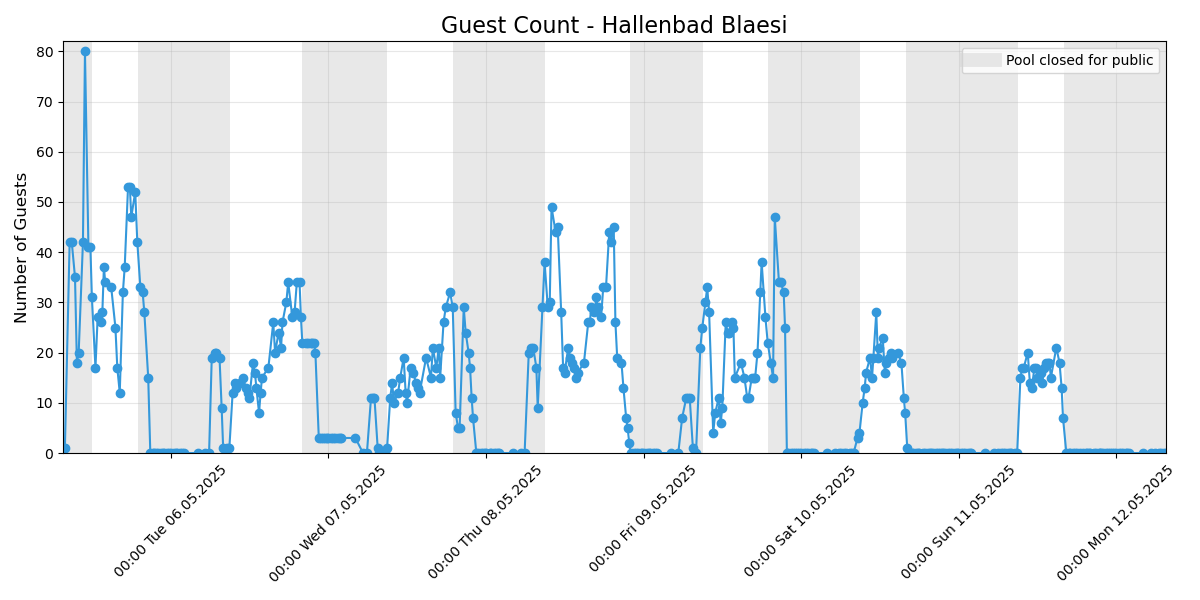 Guest Count - Hallenbad Blaesi
Pool closed for public
Number of Guests
80
70
60
50
40
30
20
10
0
00:00 Tue 06.05.2025
00:00 Wed 07.05.2025
00:00 Thu 08.05.2025
00:00 Fri 09.05.2025
00:00 Sat 10.05.2025
00:00 Sun 11.05.2025
00:00 Mon 12.05.2025